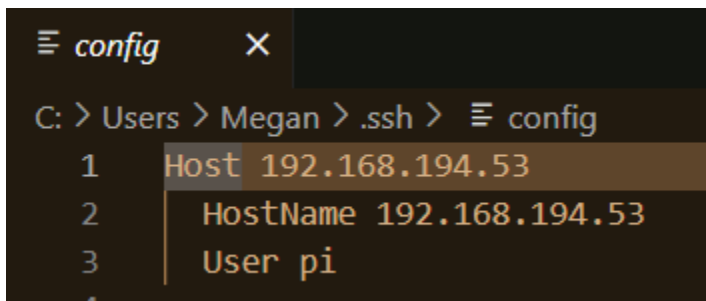 config
C: > Users > Megan > .ssh > config
1 Host 192.168.194.53
2 HostName 192.168.194.53
3 User pi